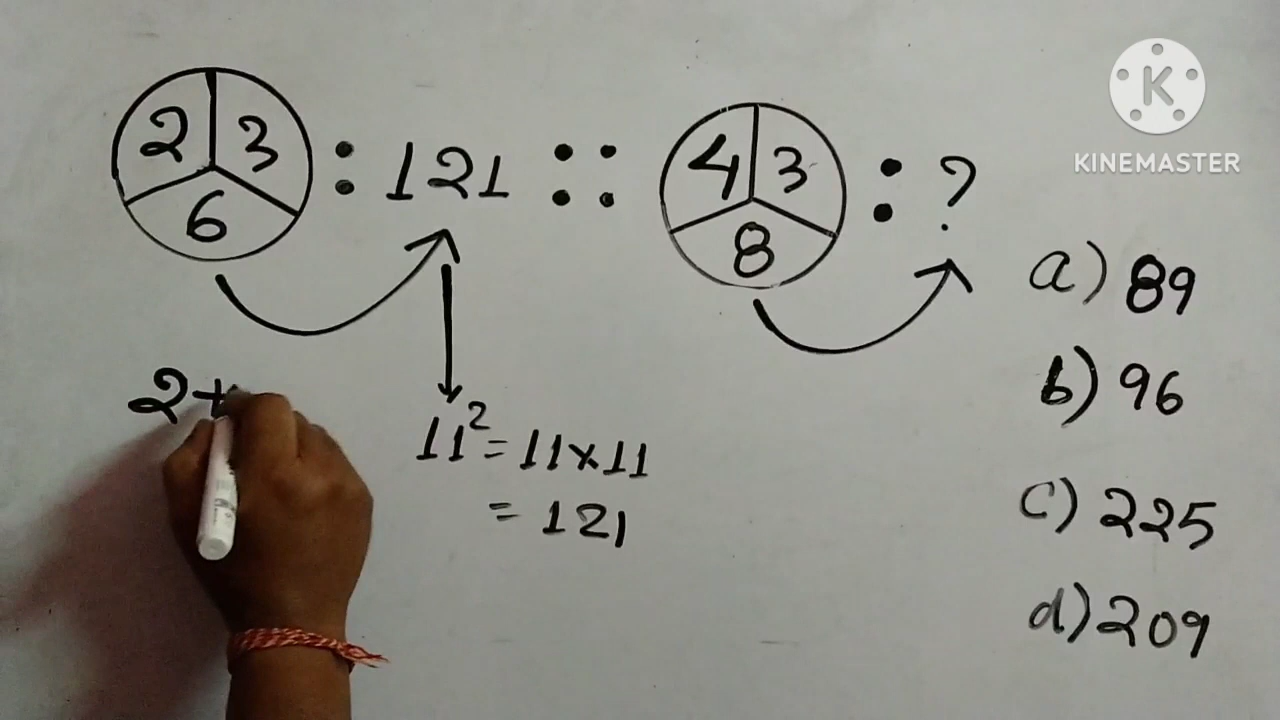 2 3 6 : 121 :: 4 3 8 : ?
K
KINEMASTER
a) 89
b) 96
c) 225
d) 209
2+
11² = 11×11
= 121